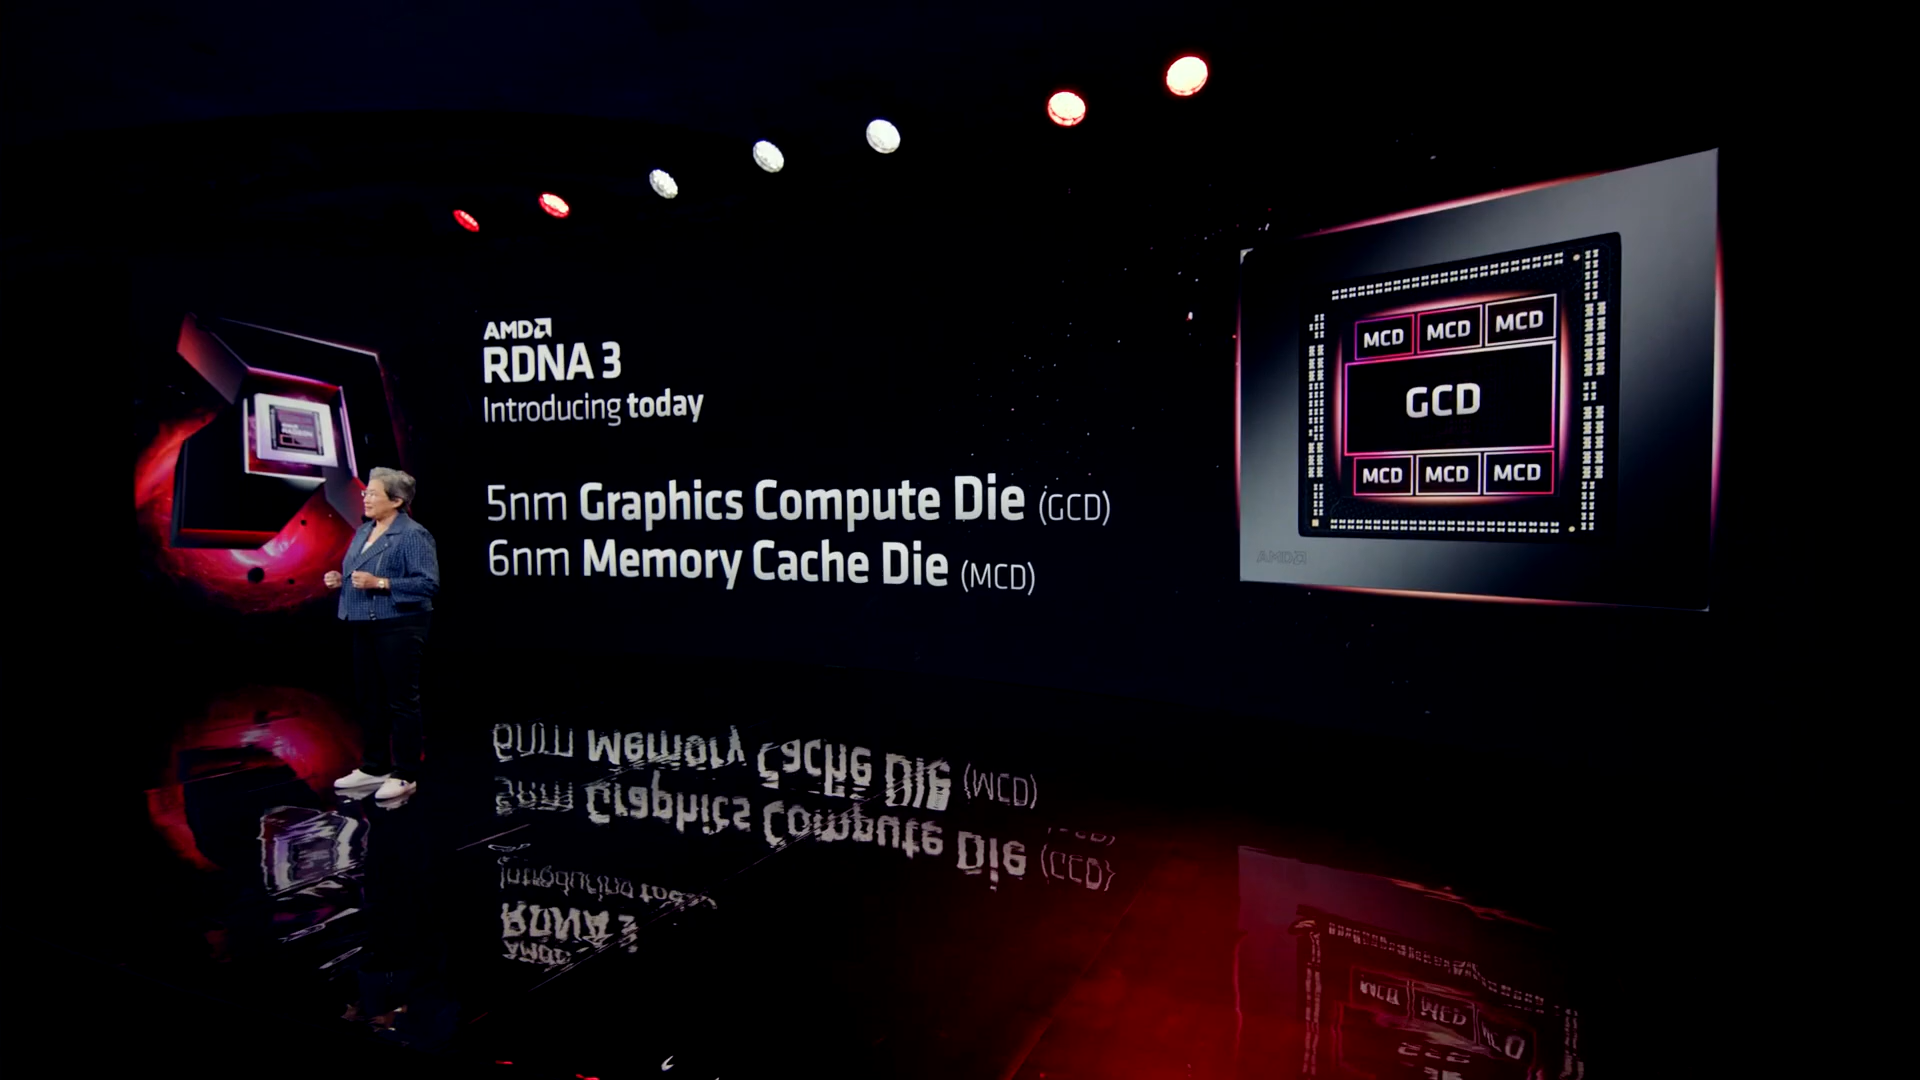 AMD
RDNA 3
Introducing today
5nm Graphics Compute Die (GCD)
6nm Memory Cache Die (MCD)
MCD MCD MCD
GCD
MCD MCD MCD
AMD